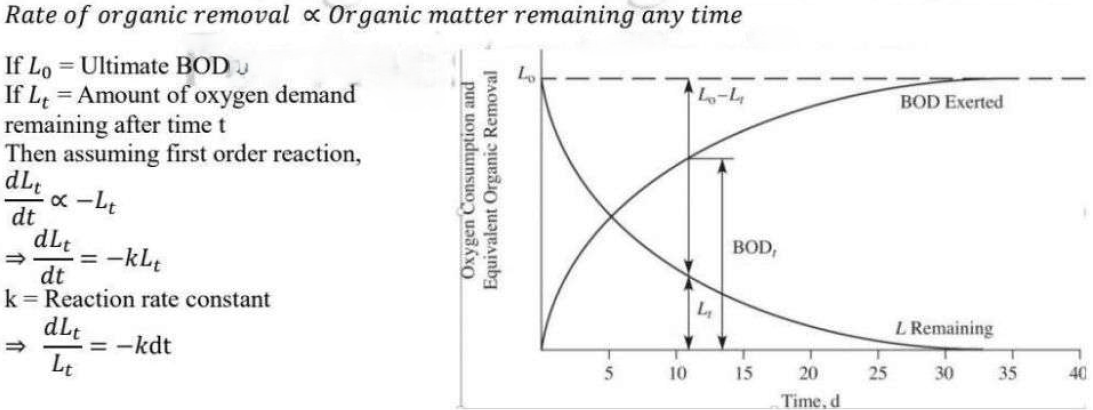 Rate of organic removal ∝ Organic matter remaining any time
If L₀ = Ultimate BOD
If Lₜ = Amount of oxygen demand
remaining after time t
Then assuming first order reaction,
dLₜ/dt ∝ −Lₜ
⇒ dLₜ/dt = −kLₜ
k = Reaction rate constant
⇒ dLₜ/Lₜ = −kdt
Oxygen Consumption and
Equivalent Organic Removal
L₀
L₀–Lₜ
BOD Exerted
BODₜ
Lₜ
L Remaining
5 10 15 20 25 30 35 40
Time, d